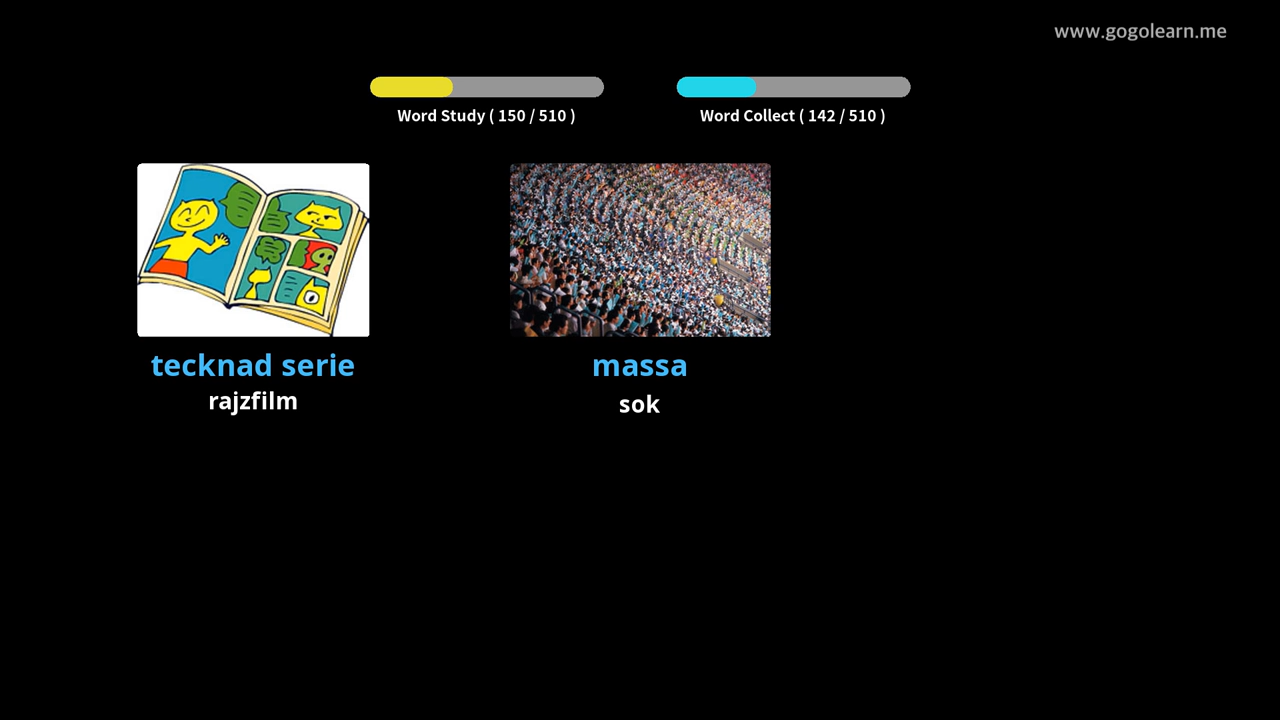 www.gogolearn.me
Word Study ( 150 / 510 )
Word Collect ( 142 / 510 )
tecknad serie
rajzfilm
massa
sok